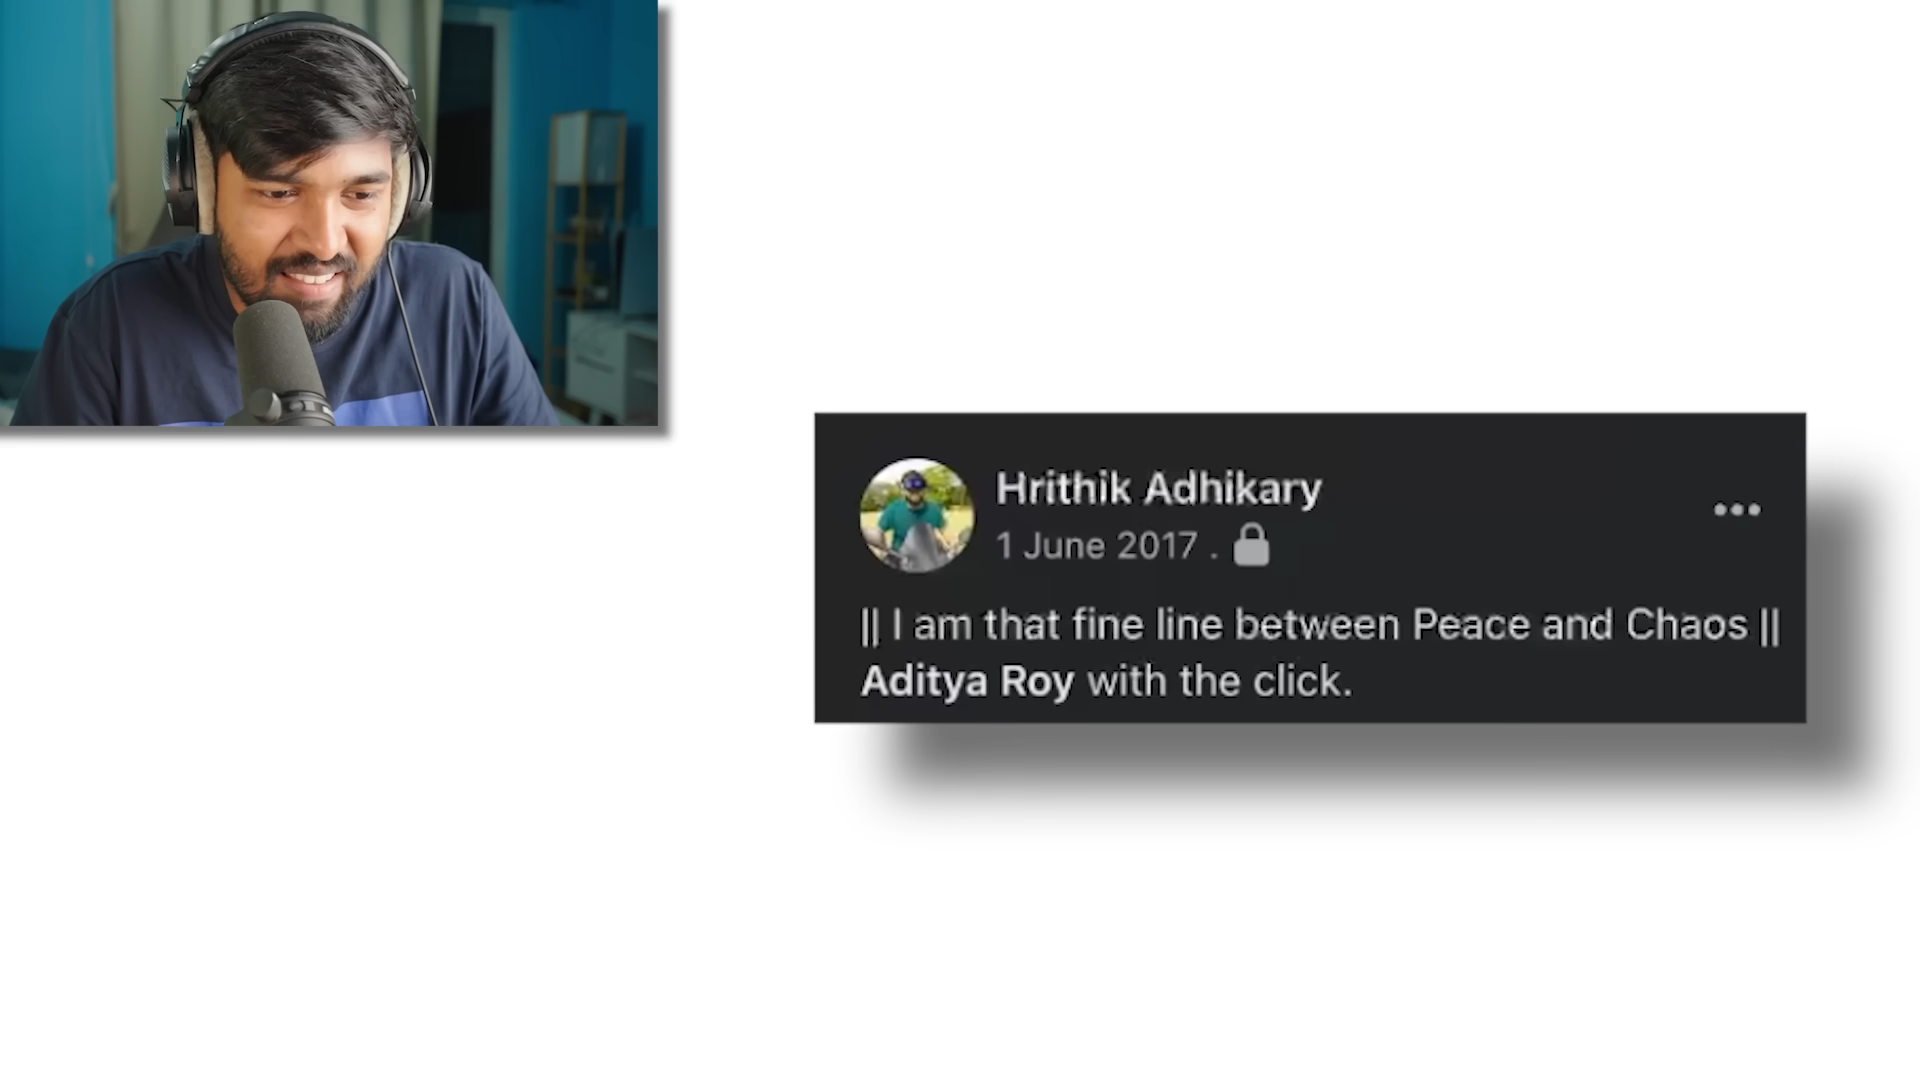 Hrithik Adhikary
1 June 2017 .
|| I am that fine line between Peace and Chaos ||
Aditya Roy with the click.